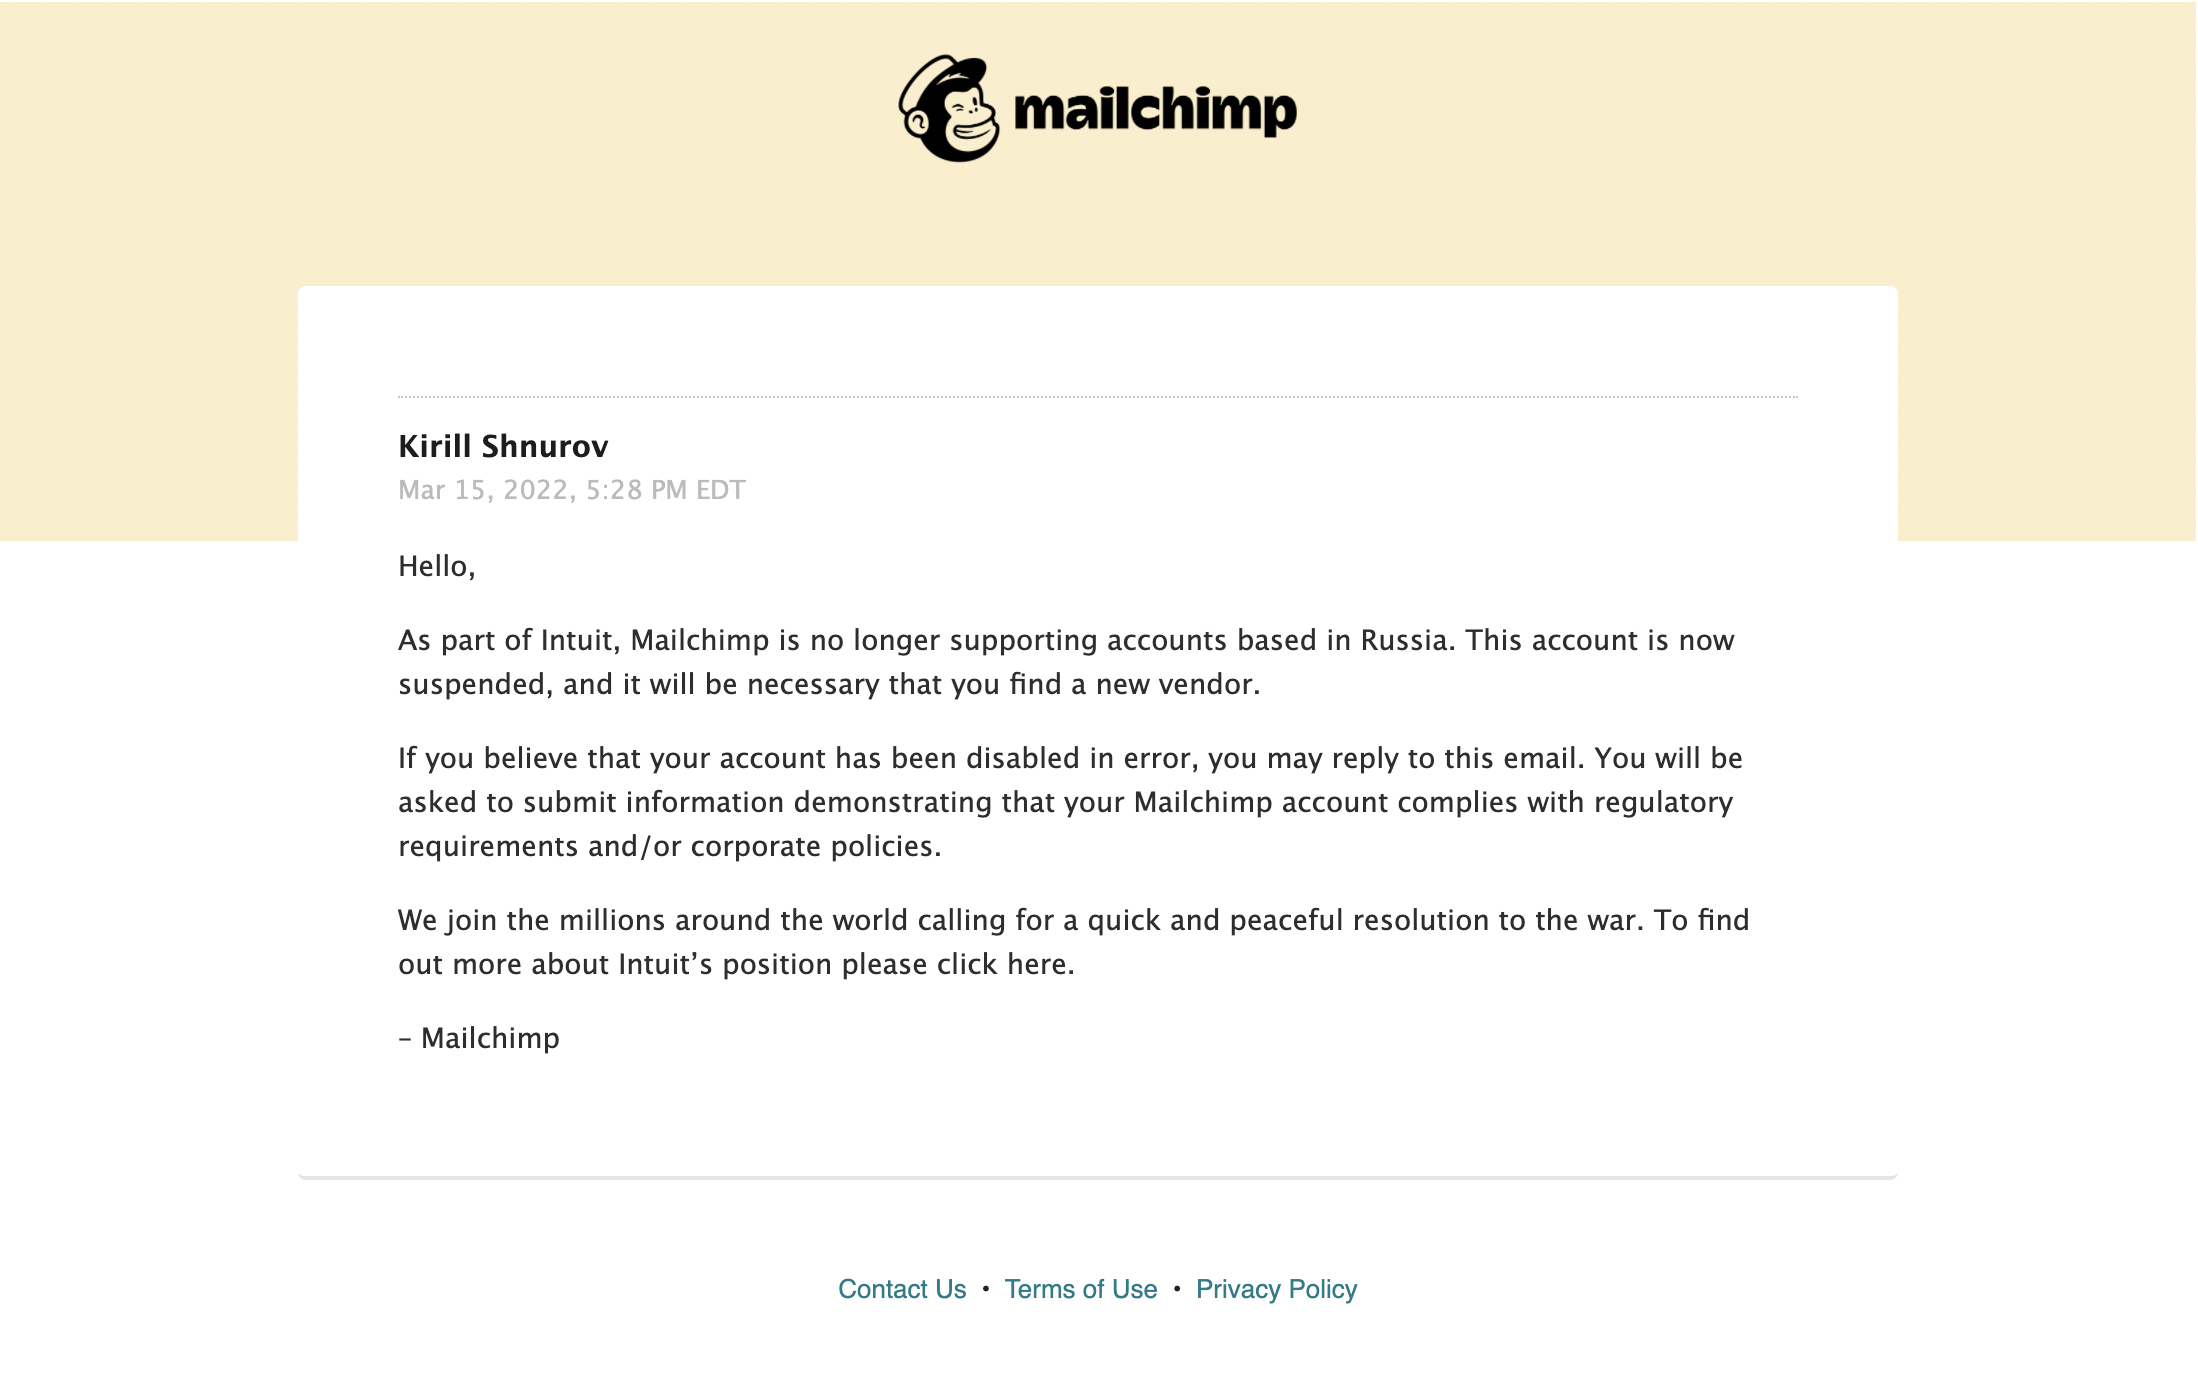 mailchimp
Kirill Shnurov
Mar 15, 2022, 5:28 PM EDT
Hello,
As part of Intuit, Mailchimp is no longer supporting accounts based in Russia. This account is now
suspended, and it will be necessary that you find a new vendor.
If you believe that your account has been disabled in error, you may reply to this email. You will be
asked to submit information demonstrating that your Mailchimp account complies with regulatory
requirements and/or corporate policies.
We join the millions around the world calling for a quick and peaceful resolution to the war. To find
out more about Intuit’s position please click here.
– Mailchimp
Contact Us • Terms of Use • Privacy Policy